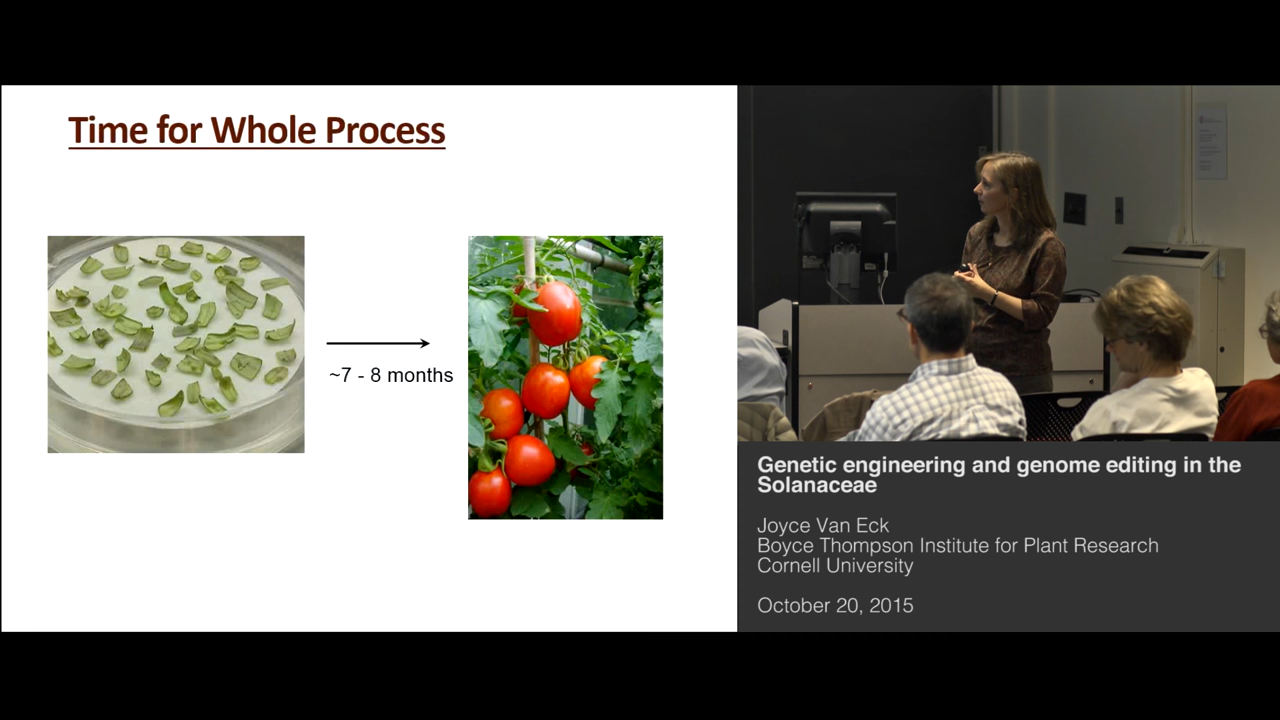 Time for Whole Process
~7 - 8 months
Genetic engineering and genome editing in the
Solanaceae
Joyce Van Eck
Boyce Thompson Institute for Plant Research
Cornell University
October 20, 2015